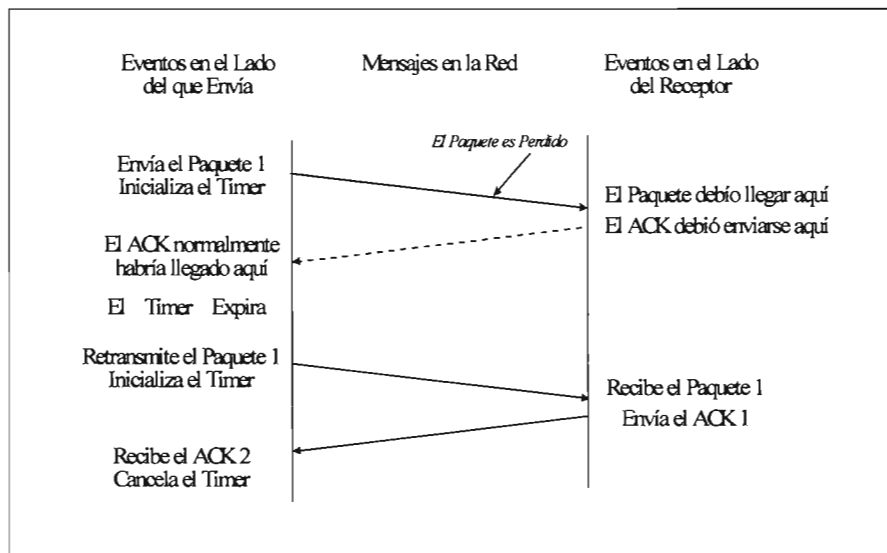 Eventos en el Lado
del que Envía
Mensajes en la Red
Eventos en el Lado
del Receptor
El Paquete es Perdido
Envía el Paquete 1
Inicializa el Timer
El Paquete debío llegar aquí
El ACK debió enviarse aquí
El ACK normalmente
habría llegado aquí
El Timer Expira
Retransmite el Paquete 1
Inicializa el Timer
Recibe el Paquete 1
Envía el ACK 1
Recibe el ACK 2
Cancela el Timer